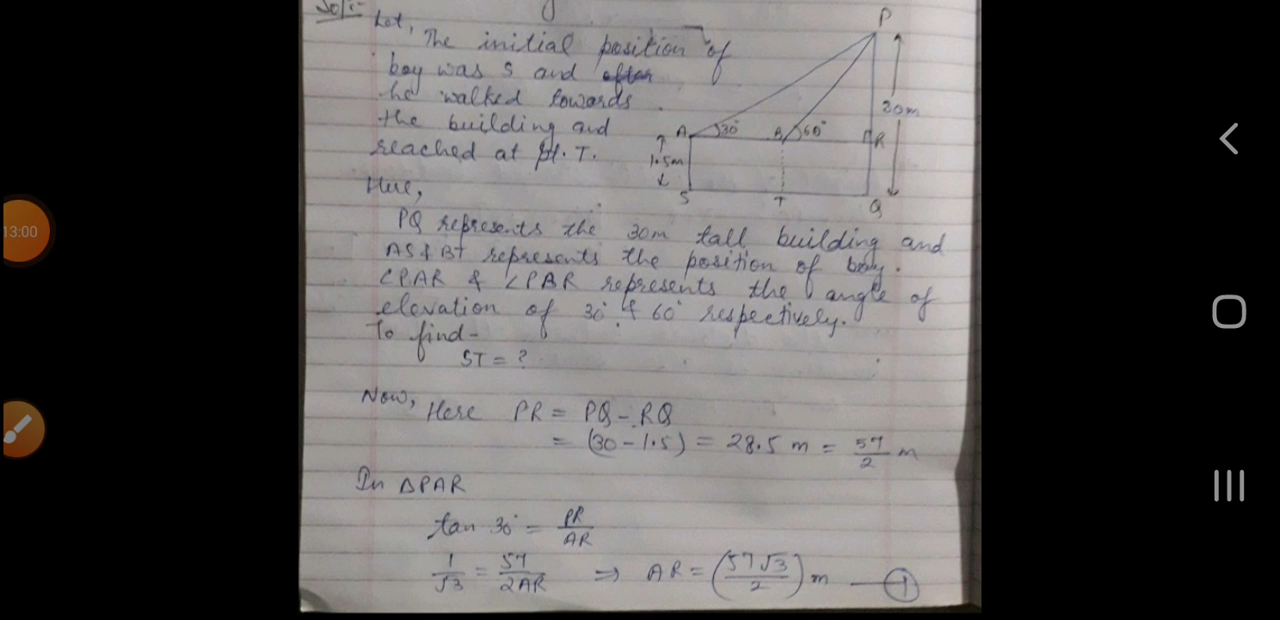 Sol:-
Let, The initial position of
boy was S and after
he walked towards
the building and
reached at pt. T.
P
30m
A 30° B 60° R
1.5m
S T Q
Here,
PQ represents the 30m tall building and
AS & BT represents the position of boy.
∠PAR & ∠PBR represents the angle of
elevation of 30° & 60° respectively.
To find-
ST = ?
Now, Here PR = PQ - RQ
= (30-1.5) = 28.5 m = 57/2 m
In △PAR
tan 30° = PR/AR
1/√3 = 57/2AR ⇒ AR = (57√3/2) m — 1
13:00